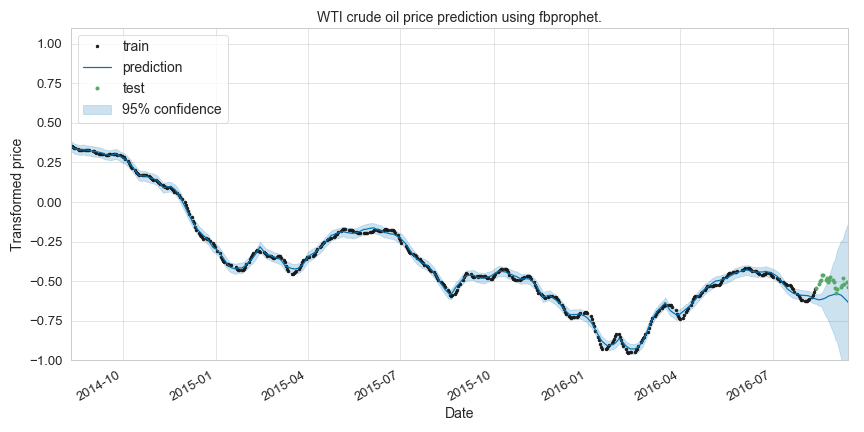 WTI crude oil price prediction using fbprophet.
train
prediction
test
95% confidence
Transformed price
1.00
0.75
0.50
0.25
0.00
−0.25
−0.50
−0.75
−1.00
2014-10
2015-01
2015-04
2015-07
2015-10
2016-01
2016-04
2016-07
Date